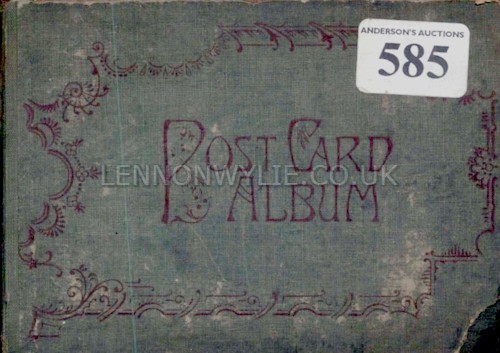 ANDERSON'S AUCTIONS
585
POST CARD
ALBUM
LENNONWYLIE.CO.UK